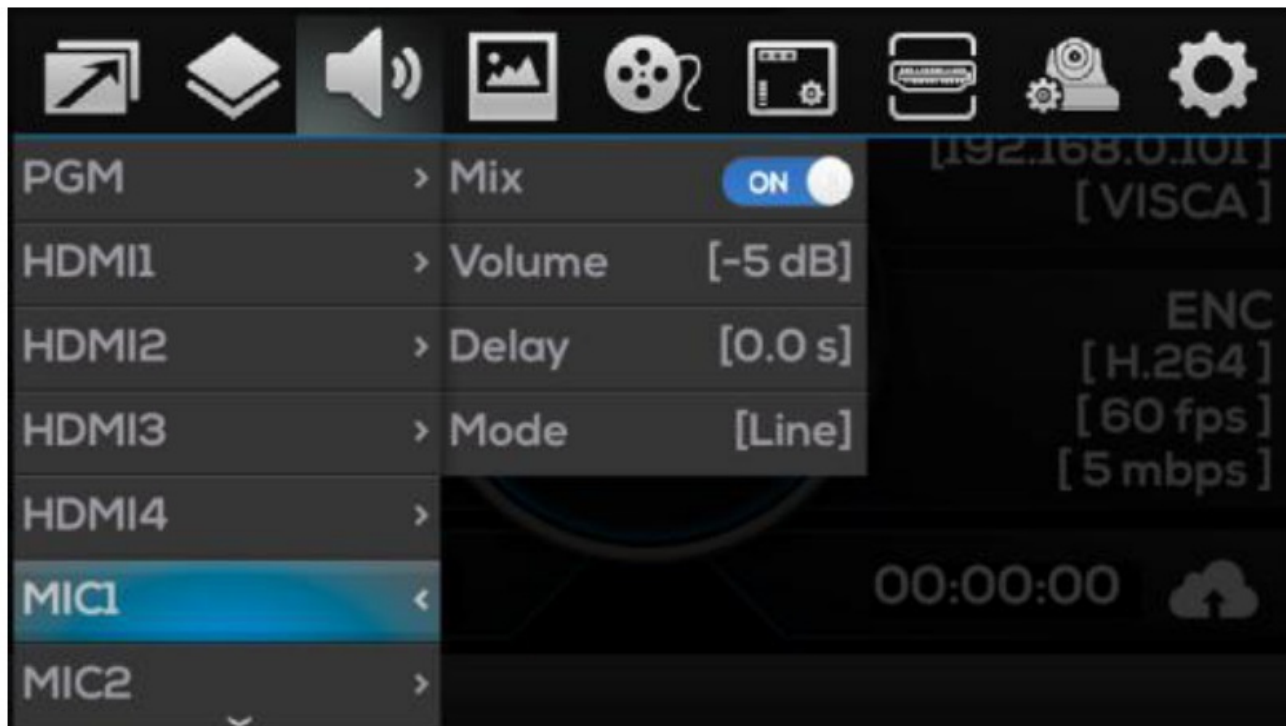 PGM
HDMI1
HDMI2
HDMI3
HDMI4
MIC1
MIC2
Mix ON
Volume [-5 dB]
Delay [0.0 s]
Mode [Line]
[192.168.0.101]
[ VISCA ]
ENC
[ H.264 ]
[ 60 fps ]
[ 5 mbps ]
00:00:00